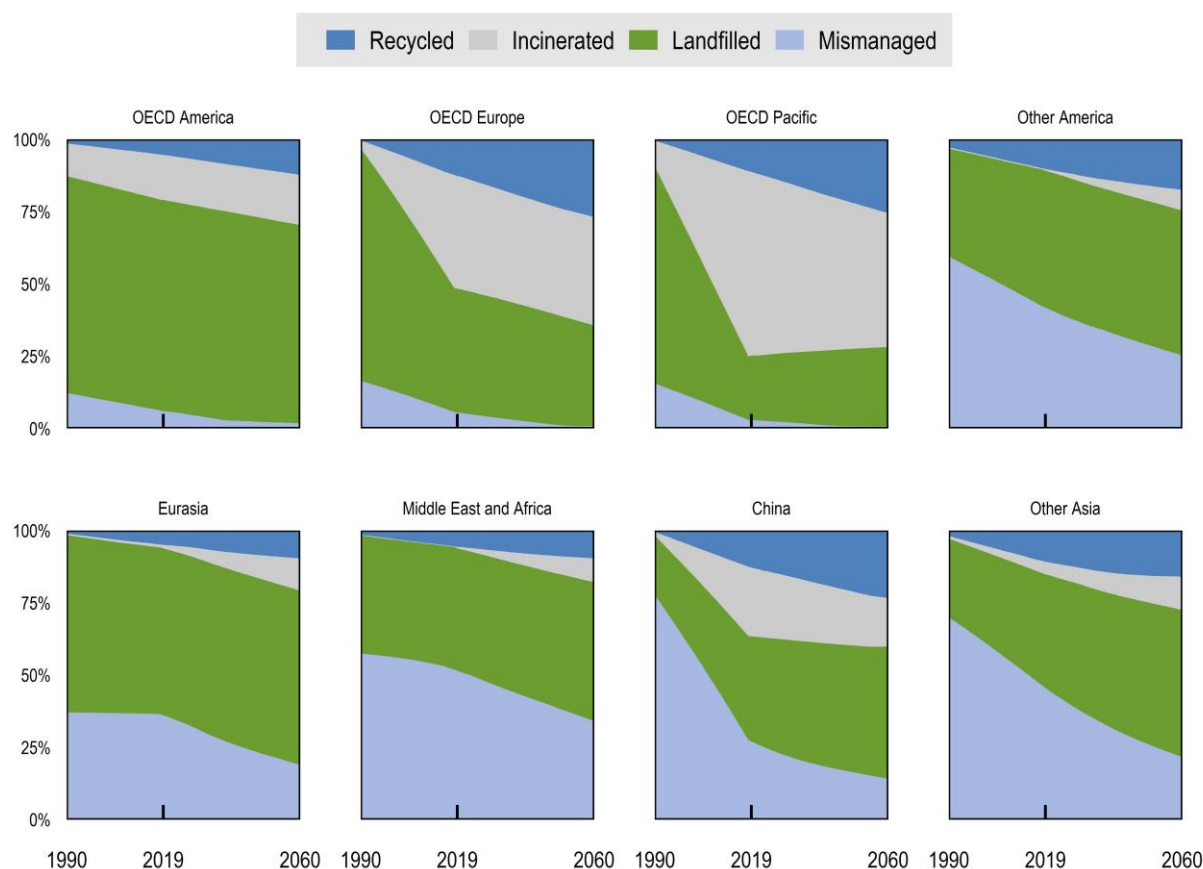 Recycled Incinerated Landfilled Mismanaged
OECD America OECD Europe OECD Pacific Other America
100%
75%
50%
25%
0%
Eurasia Middle East and Africa China Other Asia
100%
75%
50%
25%
0%
1990 2019 2060 1990 2019 2060 1990 2019 2060 1990 2019 2060